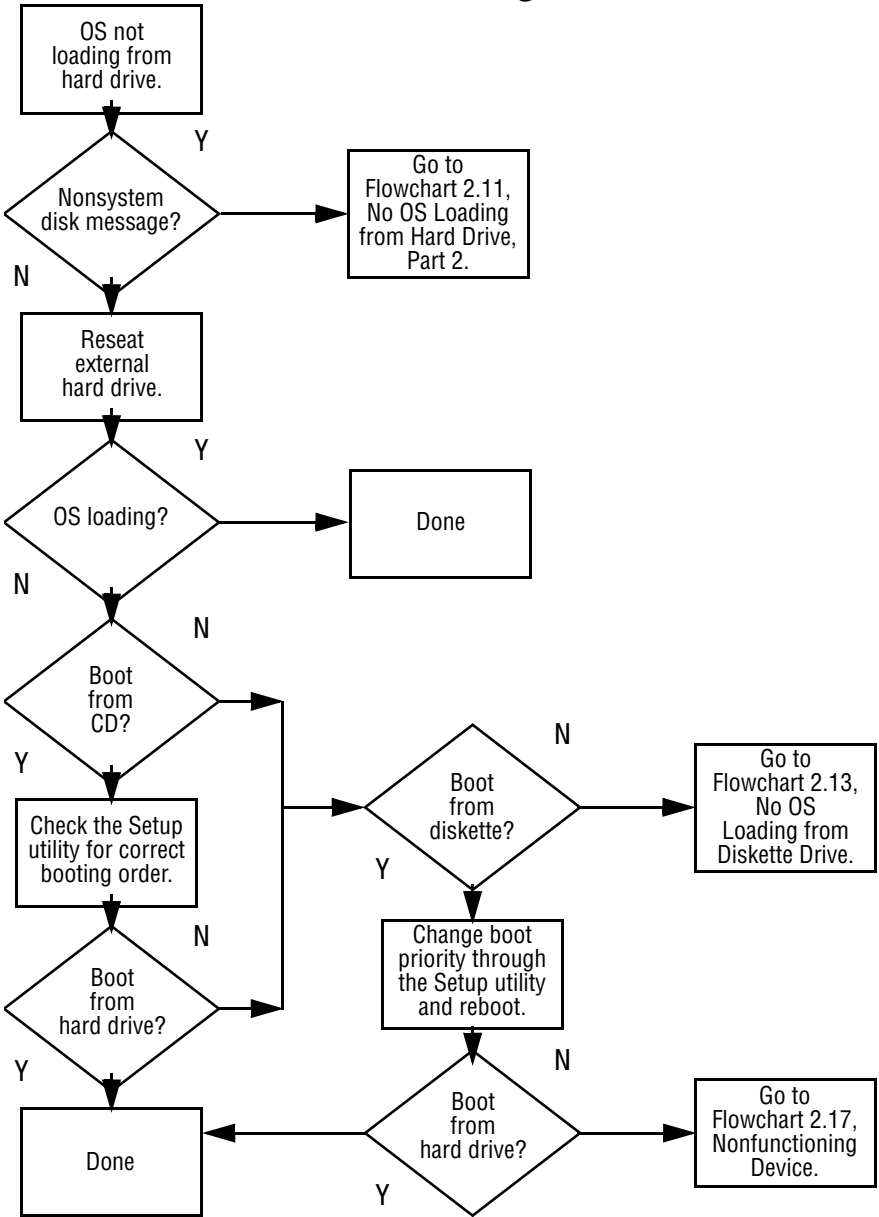 OS not
loading from
hard drive.
Y
Nonsystem
disk message?
Go to
Flowchart 2.11,
No OS Loading
from Hard Drive,
Part 2.
N
Reseat
external
hard drive.
Y
OS loading?
Done
N
N
Boot
from
CD?
Y
Check the Setup
utility for correct
booting order.
N
Boot
from
hard drive?
Y
Done
N
Boot
from
diskette?
Go to
Flowchart 2.13,
No OS
Loading from
Diskette Drive.
Y
Change boot
priority through
the Setup utility
and reboot.
N
Boot
from
hard drive?
Go to
Flowchart 2.17,
Nonfunctioning
Device.
Y